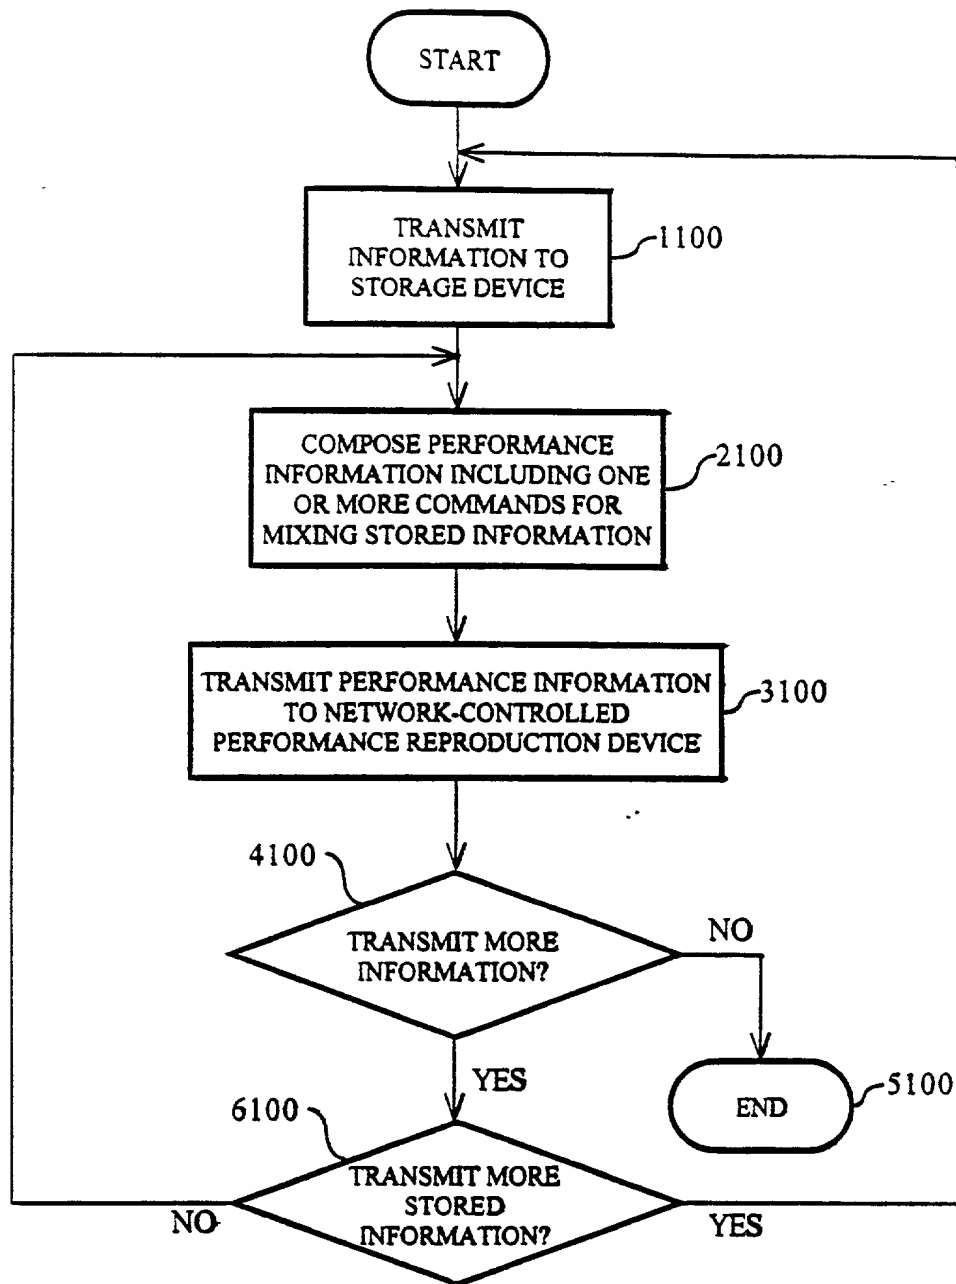 START
TRANSMIT
INFORMATION TO
STORAGE DEVICE
1100
COMPOSE PERFORMANCE
INFORMATION INCLUDING ONE
OR MORE COMMANDS FOR
MIXING STORED INFORMATION
2100
TRANSMIT PERFORMANCE INFORMATION
TO NETWORK-CONTROLLED
PERFORMANCE REPRODUCTION DEVICE
3100
4100
TRANSMIT MORE
INFORMATION?
NO
YES
END
5100
6100
TRANSMIT MORE
STORED
INFORMATION?
NO
YES